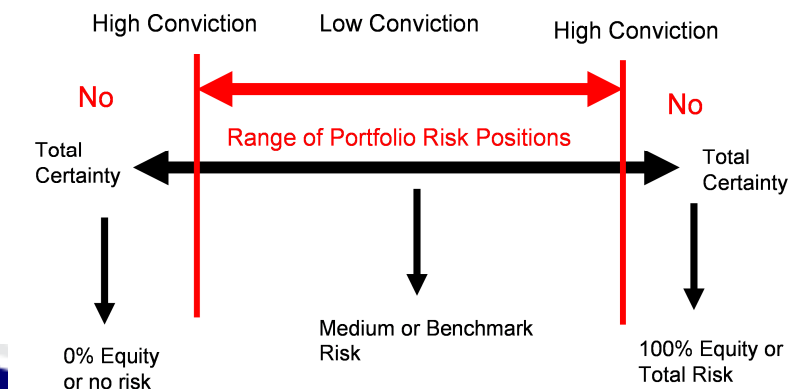 High Conviction
Low Conviction
High Conviction
No
No
Range of Portfolio Risk Positions
Total
Certainty
Total
Certainty
0% Equity
or no risk
Medium or Benchmark
Risk
100% Equity or
Total Risk